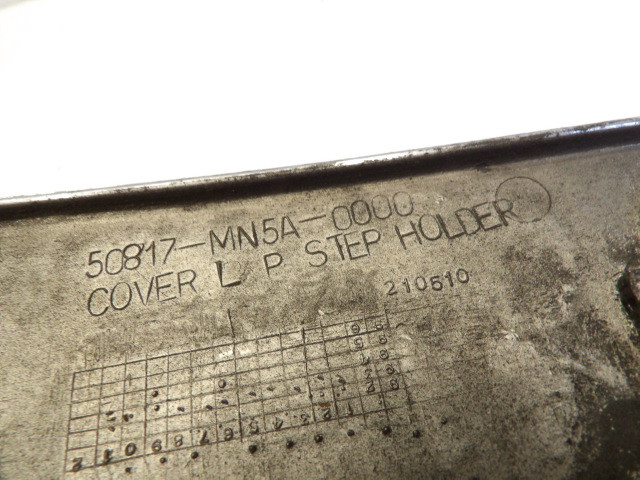 50817-MN5A-0000
COVER L P STEP HOLDER
210510